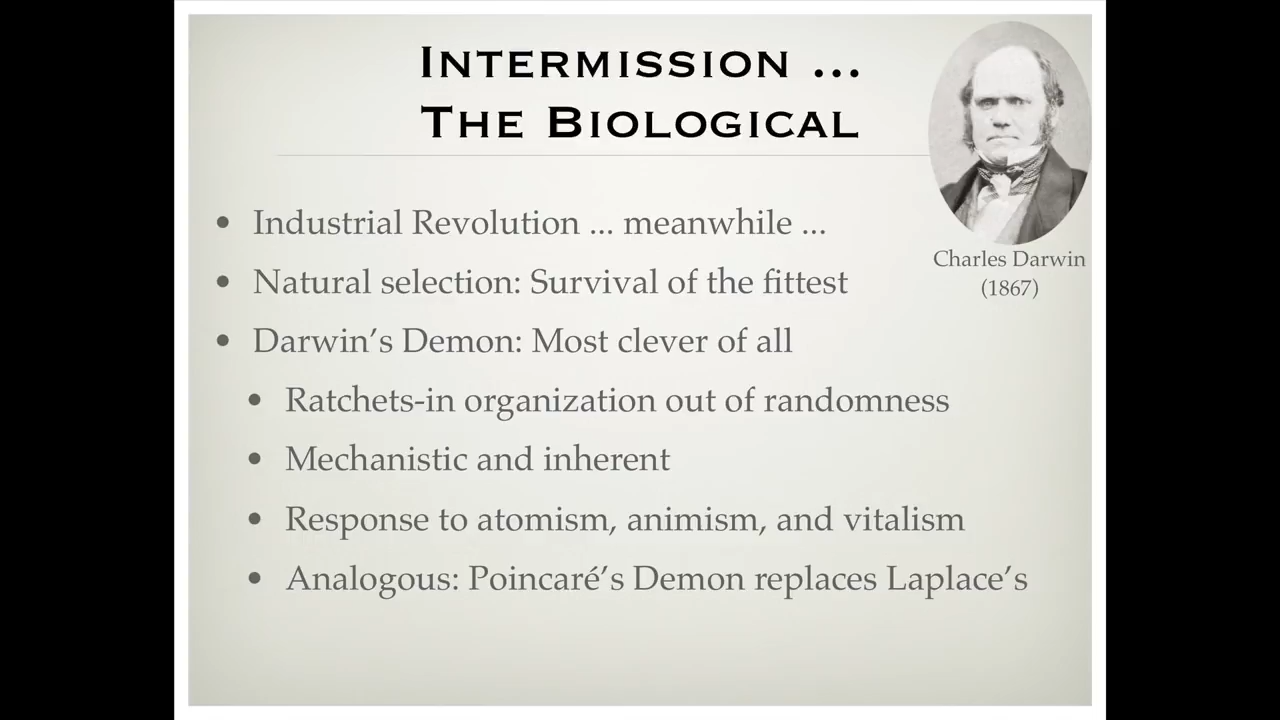 INTERMISSION ...
THE BIOLOGICAL
Charles Darwin
(1867)
• Industrial Revolution ... meanwhile ...
• Natural selection: Survival of the fittest
• Darwin’s Demon: Most clever of all
• Ratchets-in organization out of randomness
• Mechanistic and inherent
• Response to atomism, animism, and vitalism
• Analogous: Poincaré’s Demon replaces Laplace’s